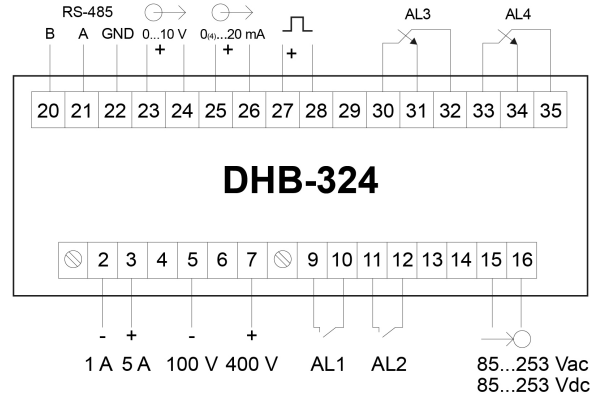 RS-485 AL3 AL4
B A GND 0...10 V 0(4)...20 mA
+ + +
20 21 22 23 24 25 26 27 28 29 30 31 32 33 34 35
DHB-324
2 3 4 5 6 7 9 10 11 12 13 14 15 16
- + - +
1 A 5 A 100 V 400 V AL1 AL2 85...253 Vac
85...253 Vdc